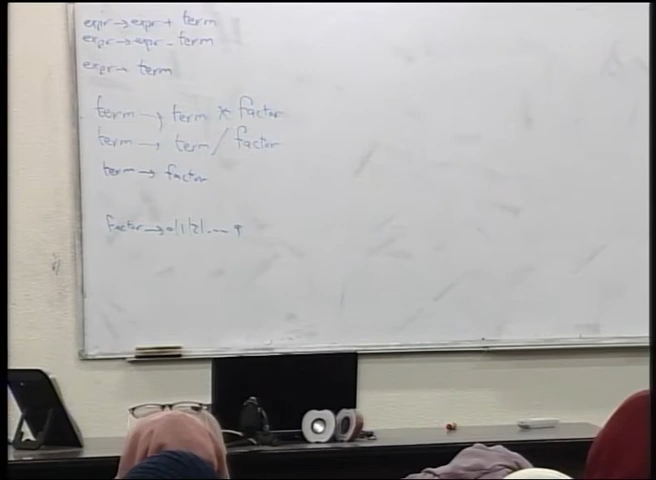 expr → expr + term
expr → expr - term
expr → term
term → term * factor
term → term / factor
term → factor
factor → 0|1|2|.... 9